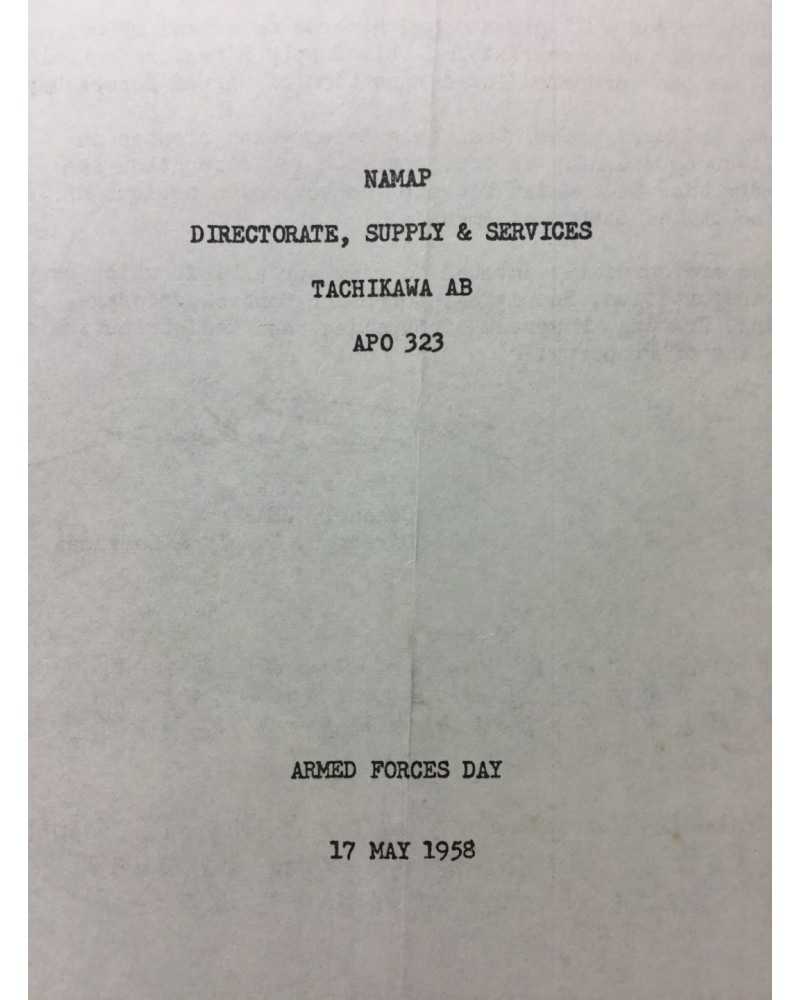 NAMAP
DIRECTORATE, SUPPLY & SERVICES
TACHIKAWA AB
APO 323
ARMED FORCES DAY
17 MAY 1958